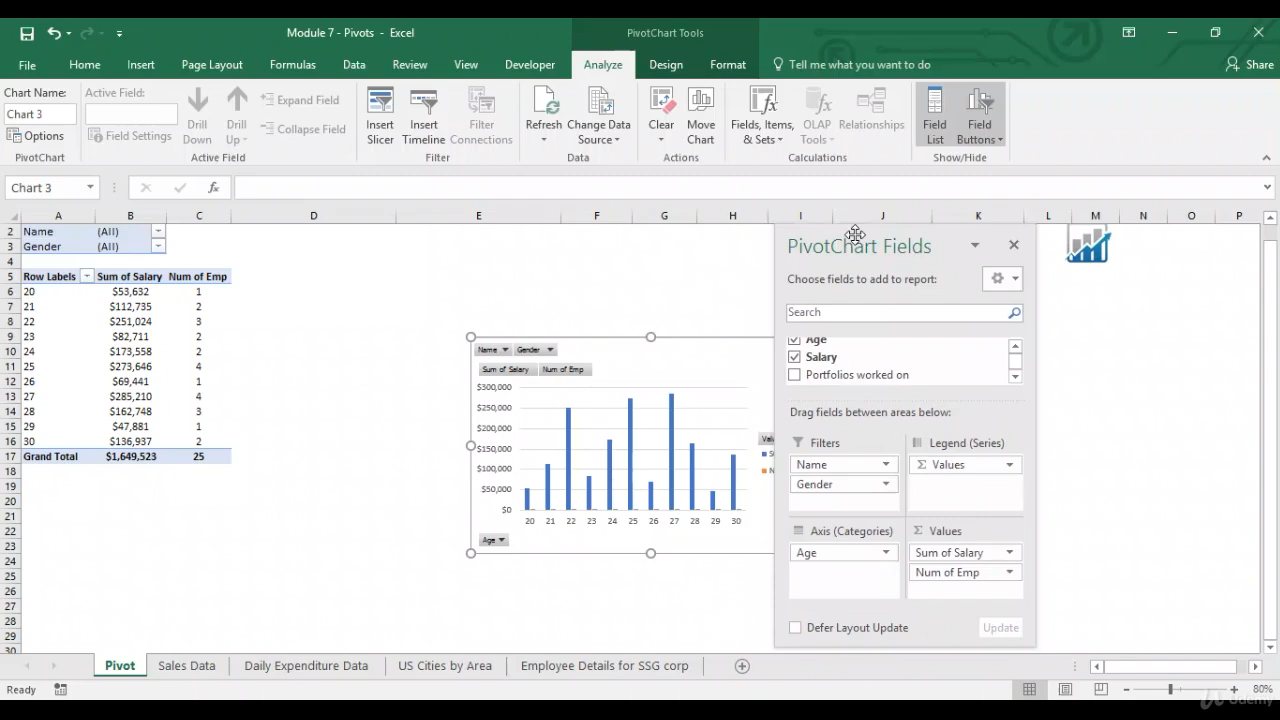 Module 7 - Pivots - Excel
PivotChart Tools
File Home Insert Page Layout Formulas Data Review View Developer Analyze Design Format Tell me what you want to do Share
Chart Name:
Chart 3
Options
PivotChart
Active Field:
Field Settings
Drill Down
Drill Up
Expand Field
Collapse Field
Active Field
Insert Slicer
Insert Timeline
Filter Connections
Filter
Refresh
Change Data Source
Data
Clear
Move Chart
Actions
Fields, Items, & Sets
OLAP Tools
Relationships
Calculations
Field List
Field Buttons
Show/Hide
Chart 3
fx
A B C D E F G H I J K L M N O P
2 Name (All)
3 Gender (All)
4
5 Row Labels Sum of Salary Num of Emp
6 20 $53,632 1
7 21 $112,735 2
8 22 $251,024 3
9 23 $82,711 2
10 24 $173,558 2
11 25 $273,646 4
12 26 $69,441 1
13 27 $285,210 4
14 28 $162,748 3
15 29 $47,881 1
16 30 $136,937 2
17 Grand Total $1,649,523 25
18
19
20
21
22
23
24
25
26
27
28
29
30
Name Gender
Sum of Salary Num of Emp
$300,000
$250,000
$200,000
$150,000
$100,000
$50,000
$0
20 21 22 23 24 25 26 27 28 29 30
Age
PivotChart Fields
Choose fields to add to report:
Search
Age
Salary
Portfolios worked on
Drag fields between areas below:
Filters
Name
Gender
Legend (Series)
Σ Values
Axis (Categories)
Age
Σ Values
Sum of Salary
Num of Emp
Defer Layout Update Update
Pivot Sales Data Daily Expenditure Data US Cities by Area Employee Details for SSG corp
Ready 80%
Udemy